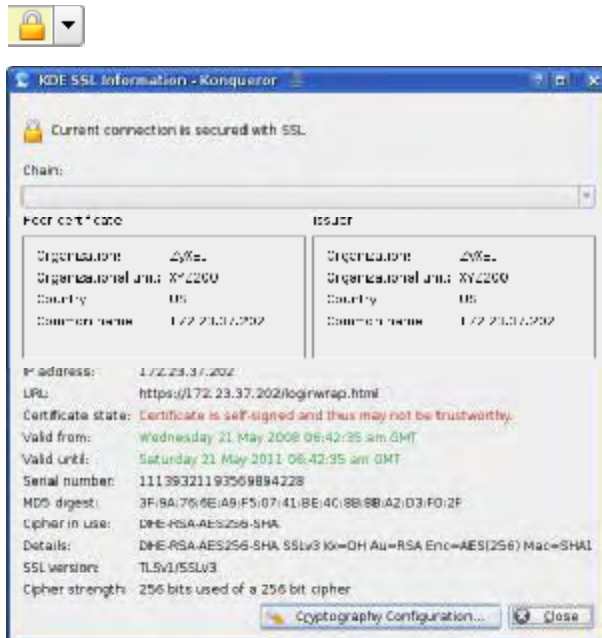 KDE SSL Information - Konqueror
Current connection is secured with SSL.
Chain:
Peer certificate
Issuer
Organization: ZyXEL
Organizational unit: XYZ200
Country: US
Common name: 172.23.37.202
Organization: ZyXEL
Organizational unit: XYZ200
Country: US
Common name: 172.23.37.202
IP address: 172.23.37.202
URL: https://172.23.37.202/loginwrap.html
Certificate state: Certificate is self-signed and thus may not be trustworthy.
Valid from: Wednesday 21 May 2008 06:42:35 am GMT
Valid until: Saturday 21 May 2011 06:42:35 am GMT
Serial number: 11139321193569894228
MD5 digest: 3F:9A:76:6E:A9:F5:07:41:BE:4C:8B:BB:A2:D3:F0:2F
Cipher in use: DHE-RSA-AES256-SHA
Details: DHE-RSA-AES256-SHA SSLv3 Kx=DH Au=RSA Enc=AES(256) Mac=SHA1
SSL version: TLSv1/SSLv3
Cipher strength: 256 bits used of a 256 bit cipher
Cryptography Configuration...
Close